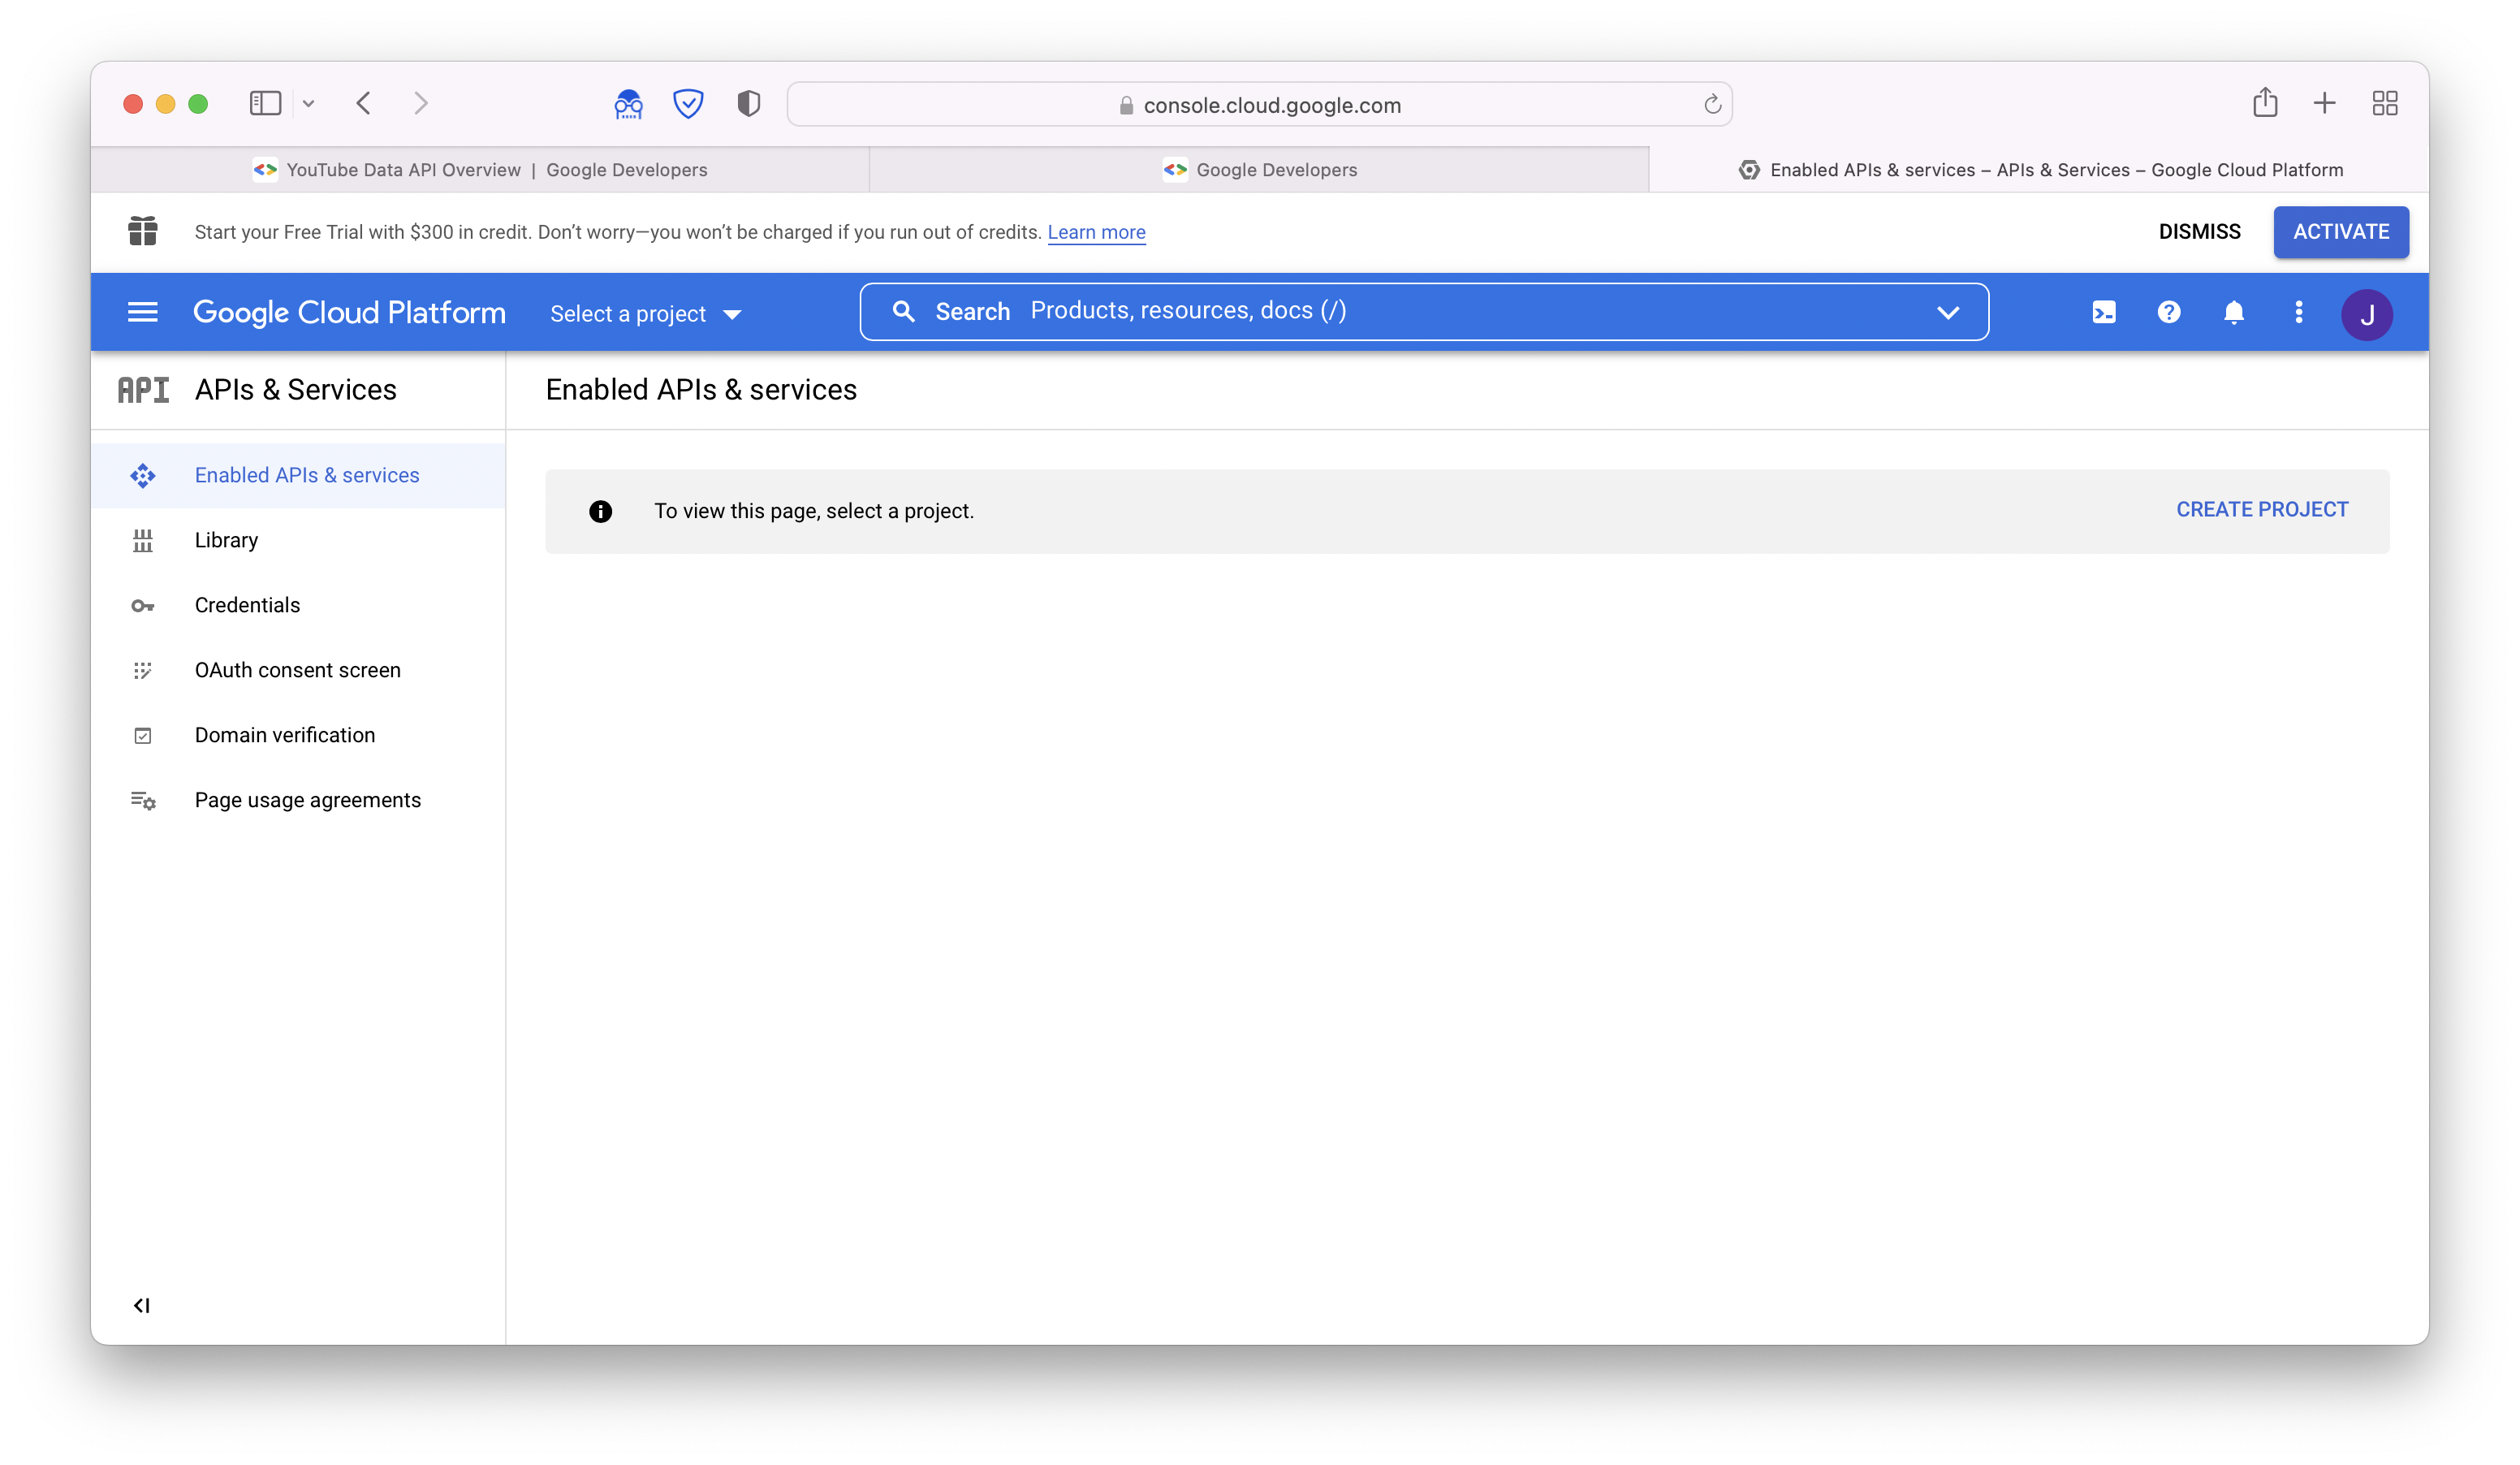 console.cloud.google.com
YouTube Data API Overview | Google Developers
Google Developers
Enabled APIs & services – APIs & Services – Google Cloud Platform
Start your Free Trial with $300 in credit. Don’t worry—you won’t be charged if you run out of credits. Learn more
DISMISS
ACTIVATE
Google Cloud Platform
Select a project
Search Products, resources, docs (/)
J
API APIs & Services
Enabled APIs & services
Enabled APIs & services
Library
Credentials
OAuth consent screen
Domain verification
Page usage agreements
To view this page, select a project.
CREATE PROJECT